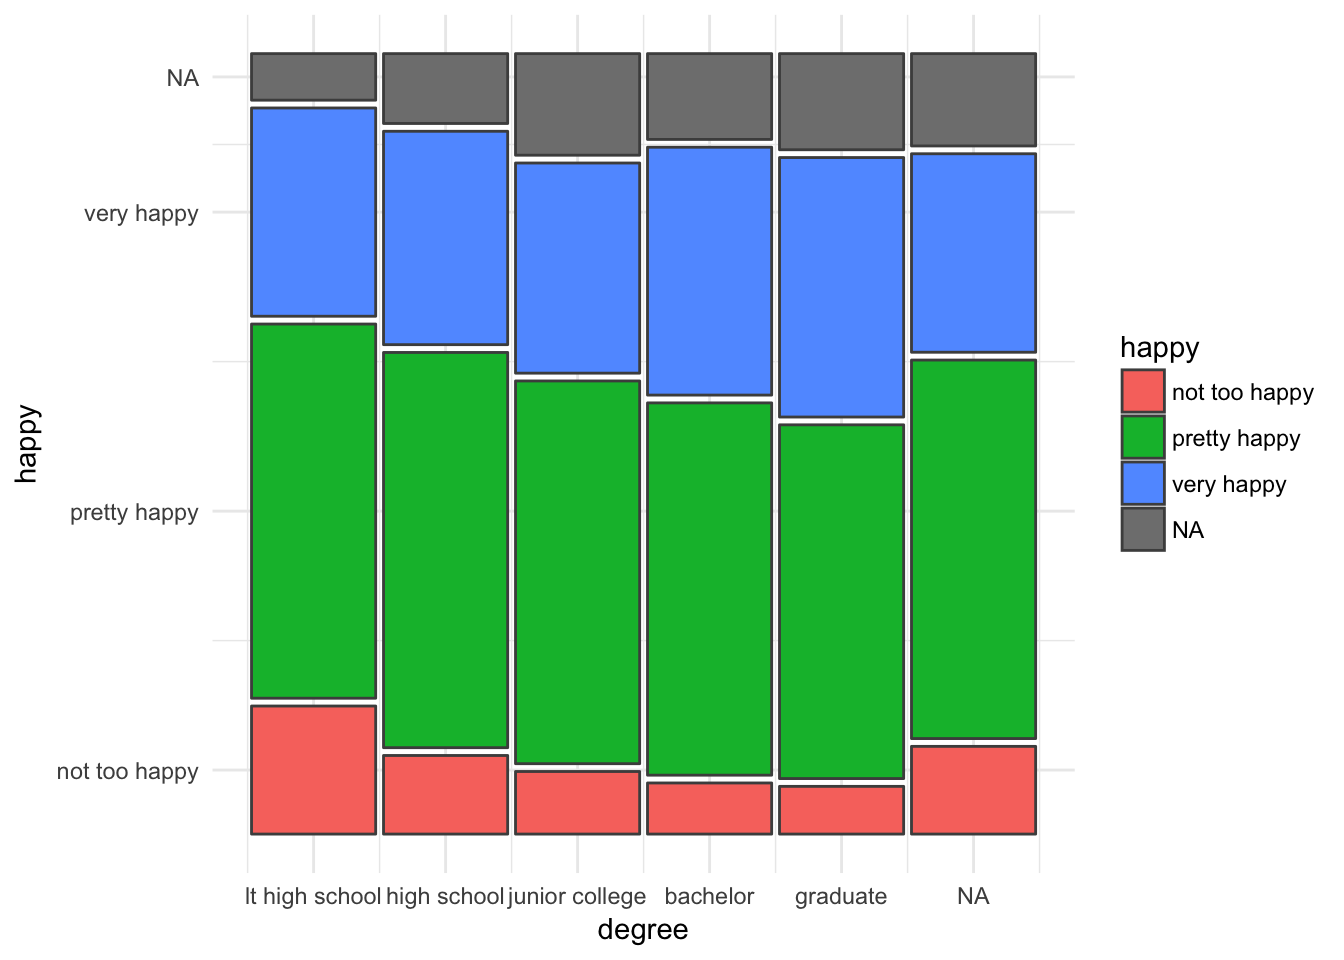 NA
very happy
pretty happy
not too happy
happy
lt high school high school junior college bachelor graduate NA
degree
happy
not too happy
pretty happy
very happy
NA